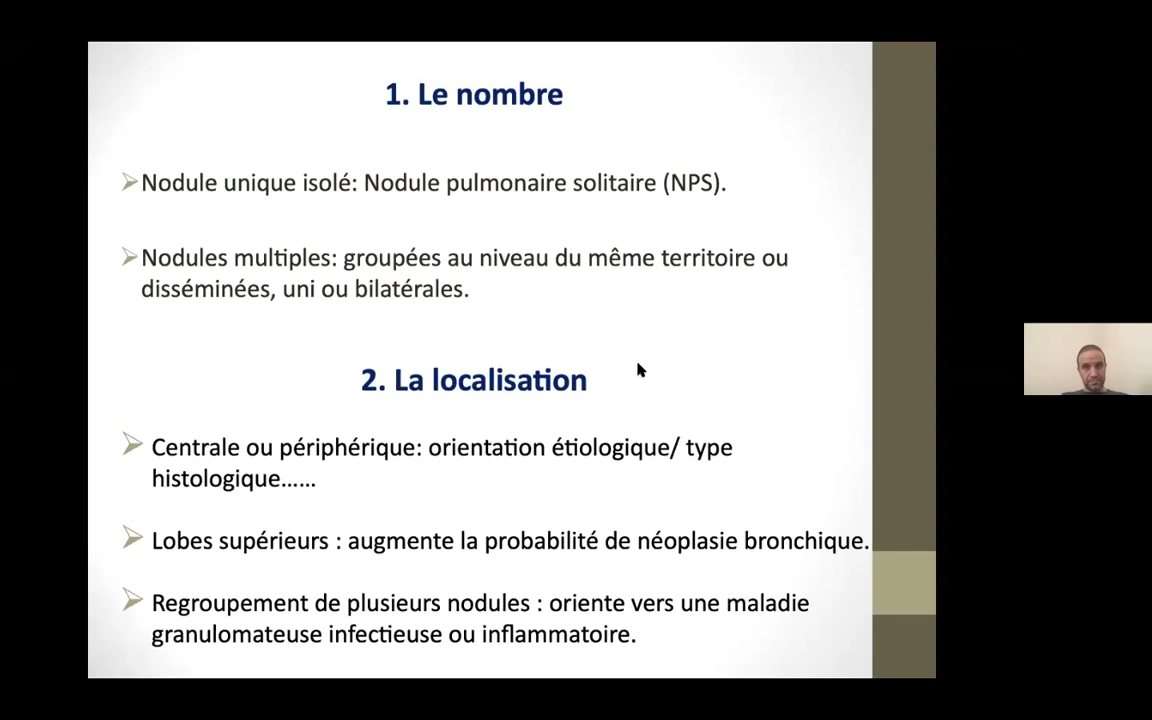 1. Le nombre
Nodule unique isolé: Nodule pulmonaire solitaire (NPS).
Nodules multiples: groupées au niveau du même territoire ou
disséminées, uni ou bilatérales.
2. La localisation
Centrale ou périphérique: orientation étiologique/ type
histologique......
Lobes supérieurs : augmente la probabilité de néoplasie bronchique.
Regroupement de plusieurs nodules : oriente vers une maladie
granulomateuse infectieuse ou inflammatoire.